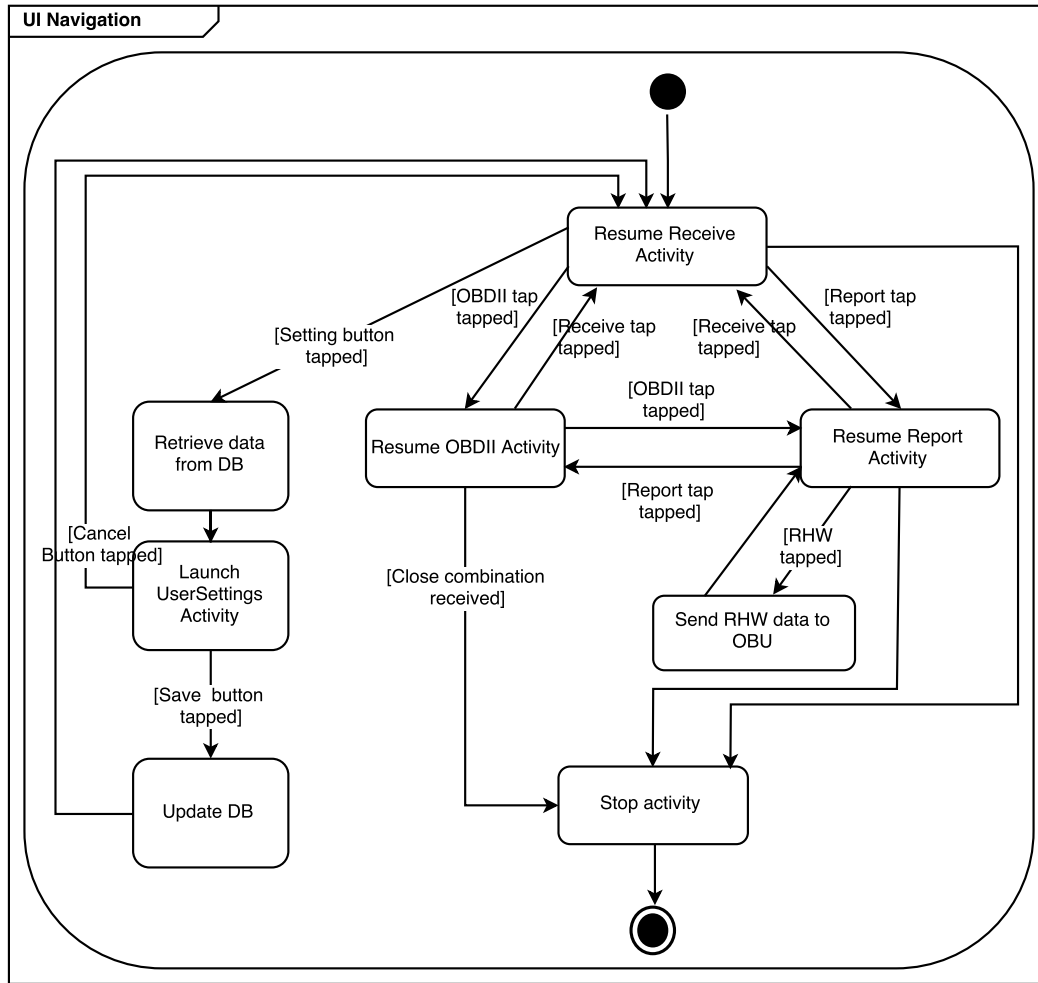 UI Navigation
Resume Receive
Activity
[OBDII tap
tapped]
[Report tap
tapped]
[Setting button
tapped]
[Receive tap
tapped]
[Receive tap
tapped]
[OBDII tap
tapped]
Retrieve data
from DB
Resume OBDII Activity
Resume Report
Activity
[Report tap
tapped]
[Cancel
Button tapped]
[RHW
tapped]
Launch
UserSettings
Activity
[Close combination
received]
Send RHW data to
OBU
[Save  button
tapped]
Update DB
Stop activity